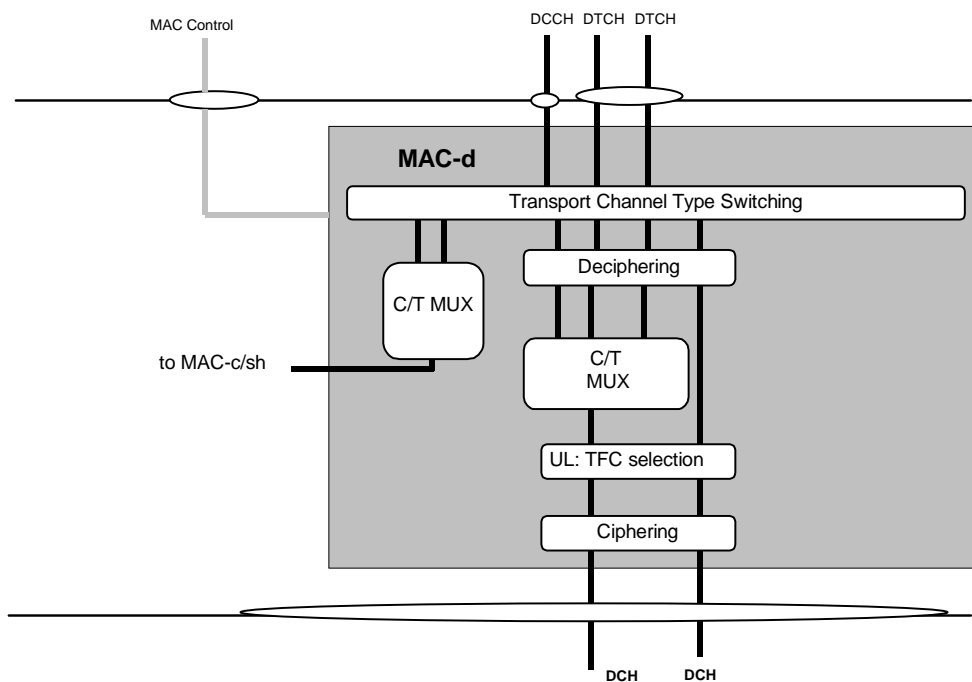 MAC Control
DCCH DTCH DTCH
MAC-d
Transport Channel Type Switching
Deciphering
C/T MUX
to MAC-c/sh
C/T
MUX
UL: TFC selection
Ciphering
DCH
DCH